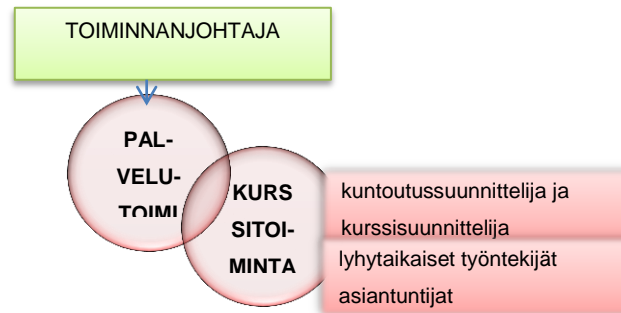 TOIMINNANJOHTAJA
PAL-
VELU-
TOIMI
KURS
SITOI-
MINTA
kuntoutussuunnittelija ja
kurssisuunnittelija
lyhytaikaiset työntekijät
asiantuntijat